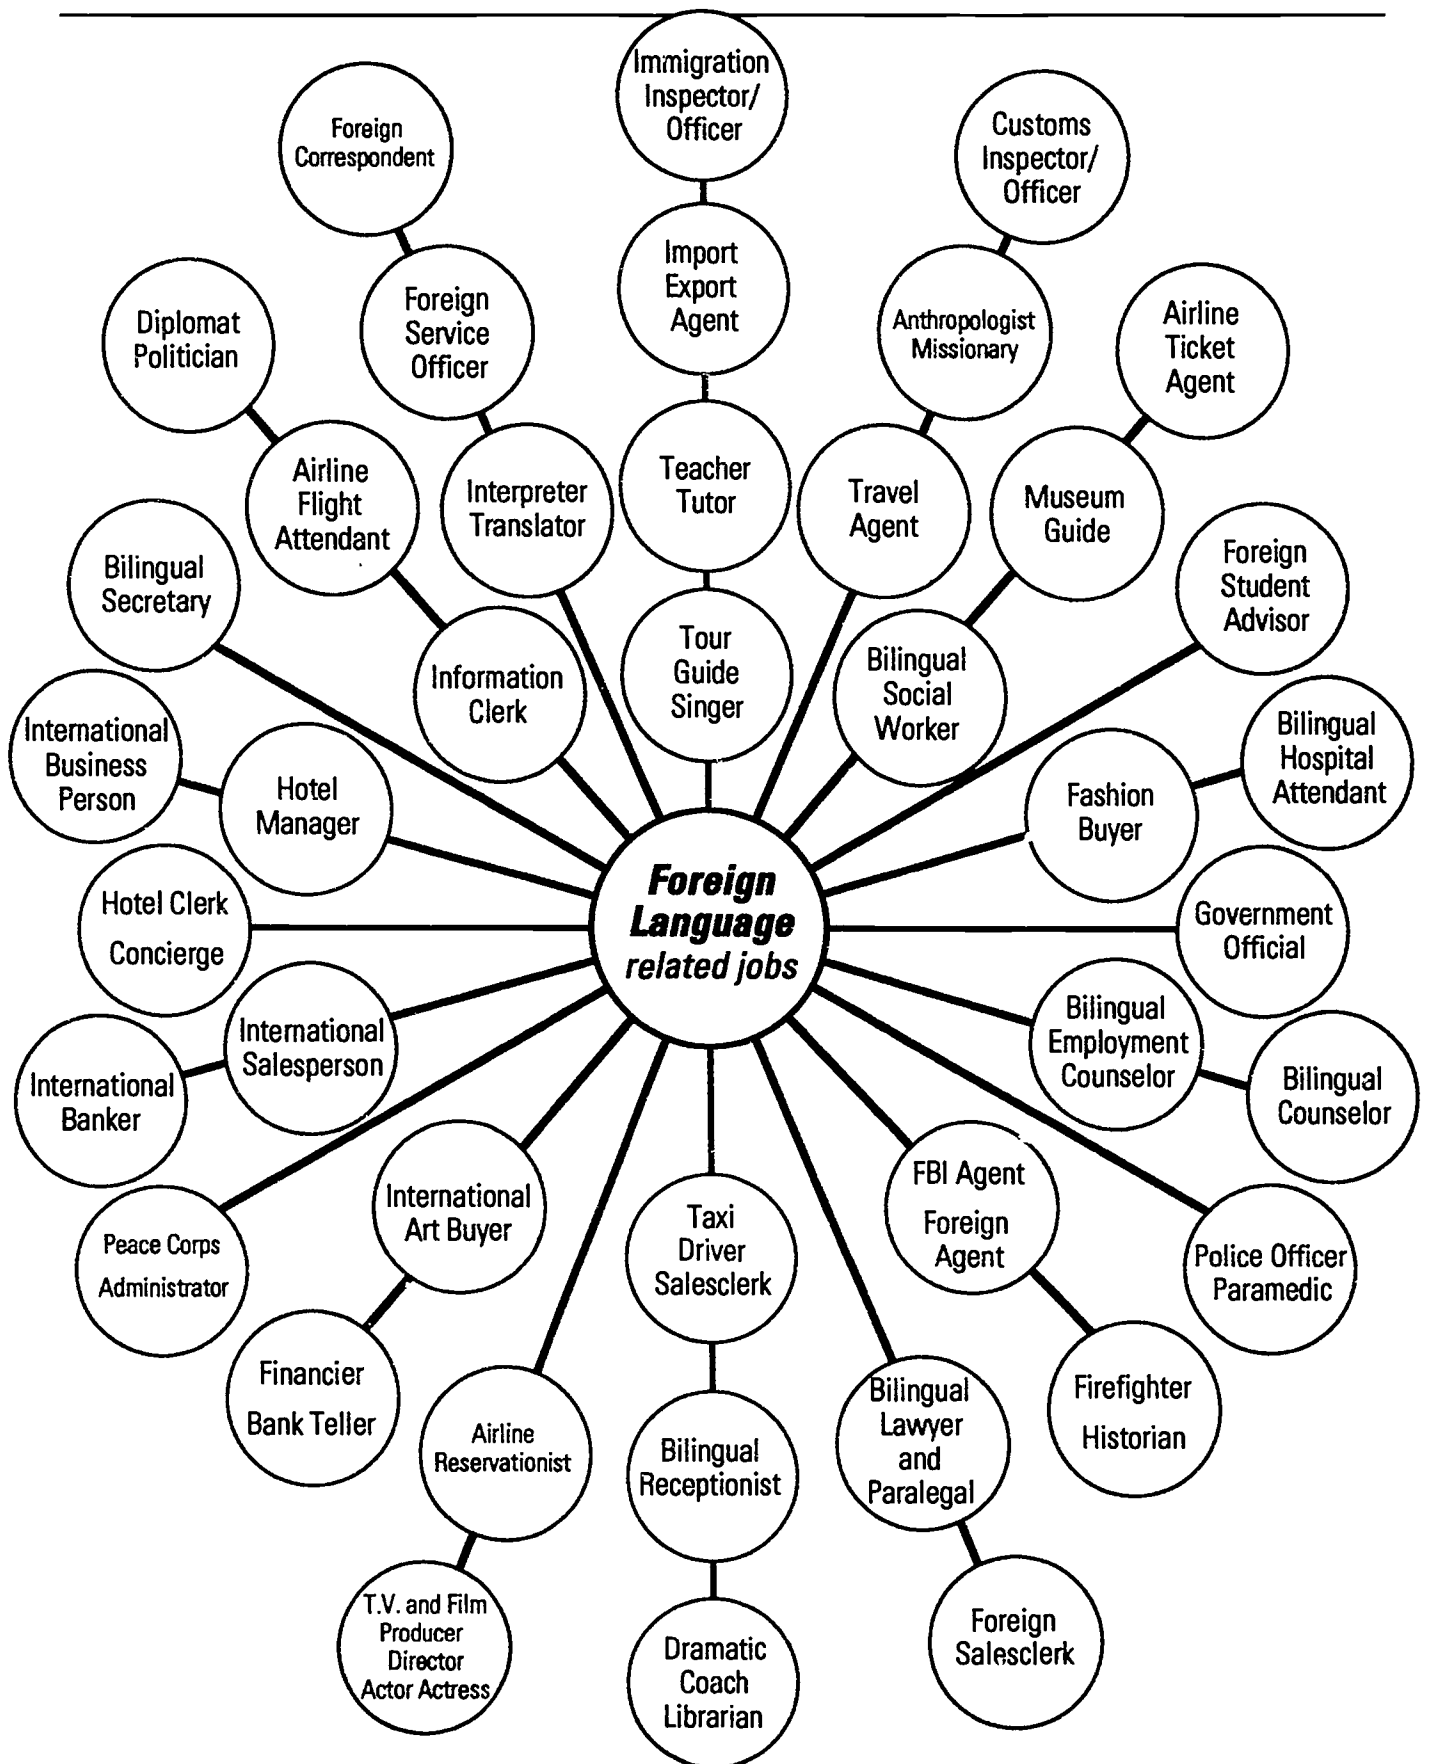 Immigration
Inspector/
Officer
Foreign
Correspondent
Customs
Inspector/
Officer
Import
Export
Agent
Diplomat
Politician
Foreign
Service
Officer
Anthropologist
Missionary
Airline
Ticket
Agent
Airline
Flight
Attendant
Interpreter
Translator
Teacher
Tutor
Travel
Agent
Museum
Guide
Bilingual
Secretary
Foreign
Student
Advisor
Information
Clerk
Tour
Guide
Singer
Bilingual
Social
Worker
International
Business
Person
Hotel
Manager
Fashion
Buyer
Bilingual
Hospital
Attendant
Hotel Clerk
Concierge
Foreign
Language
related jobs
Government
Official
International
Salesperson
Bilingual
Employment
Counselor
International
Banker
Bilingual
Counselor
Peace Corps
Administrator
International
Art Buyer
Taxi
Driver
Salesclerk
FBI Agent
Foreign
Agent
Police Officer
Paramedic
Financier
Bank Teller
Airline
Reservationist
Bilingual
Receptionist
Bilingual
Lawyer
and
Paralegal
Firefighter
Historian
T.V. and Film
Producer
Director
Actor Actress
Dramatic
Coach
Librarian
Foreign
Salesclerk